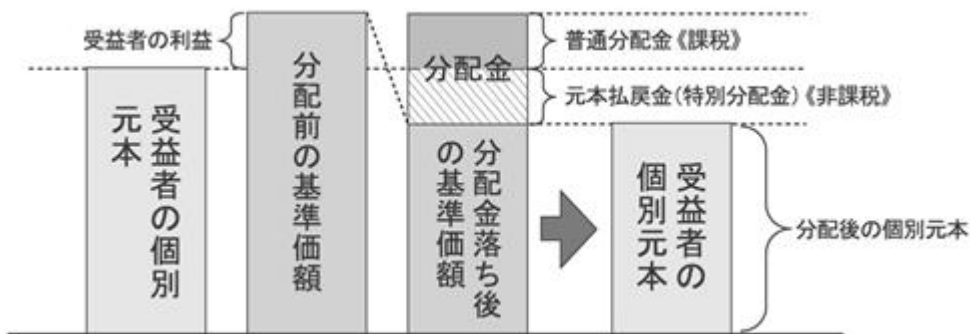 受益者の利益
受益者の個別
元本
分配前の基準価額
分配金
分配金落ち後
の基準価額
普通分配金《課税》
元本払戻金(特別分配金)《非課税》
受益者の
個別元本
分配後の個別元本